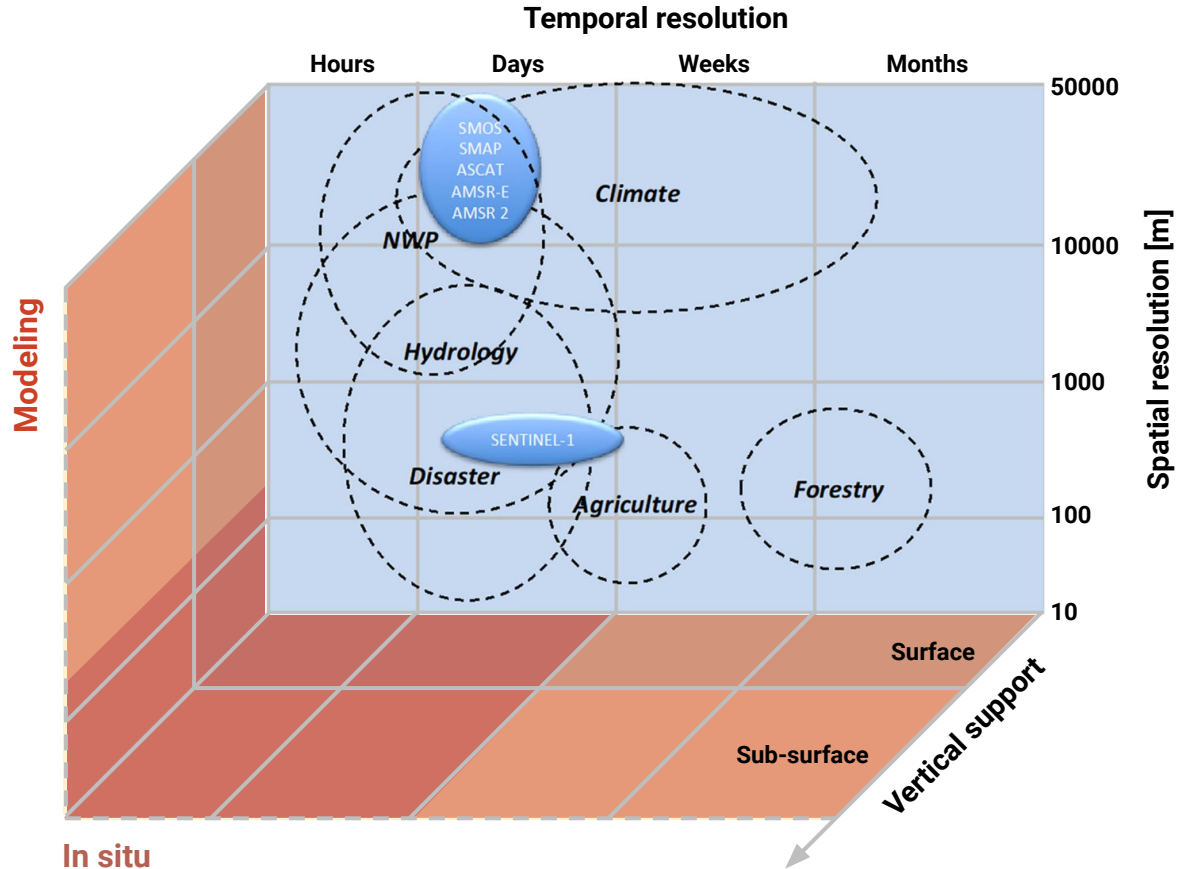 Temporal resolution
Hours Days Weeks Months
50000
SMOS
SMAP
ASCAT
AMSR-E
AMSR 2
Climate
NWP
10000
Spatial resolution [m]
Modeling
Hydrology
1000
SENTINEL-1
Disaster
Agriculture
Forestry
100
10
Surface
Sub-surface
Vertical support
In situ